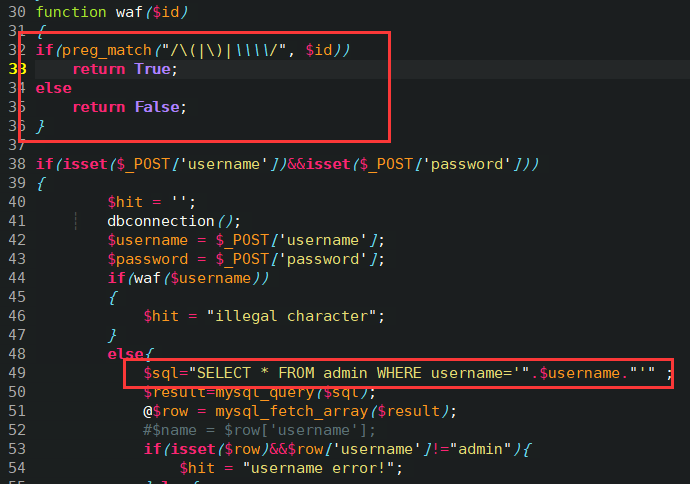 30 function waf($id)
31 {
32 if(preg_match("/\(|\)|\\\\/", $id))
33     return True;
34 else
35     return False;
36 }
37
38 if(isset($_POST['username'])&&isset($_POST['password']))
39 {
40         $hit = '';
41     ¦   dbconnection();
42         $username = $_POST['username'];
43         $password = $_POST['password'];
44         if(waf($username))
45         {
46             $hit = "illegal character";
47         }
48         else{
49             $sql="SELECT * FROM admin WHERE username='".$username."'" ;
50             $result=mysql_query($sql);
51             @$row = mysql_fetch_array($result);
52             #$name = $row['username'];
53             if(isset($row)&&$row['username']!="admin"){
54                 $hit = "username error!";